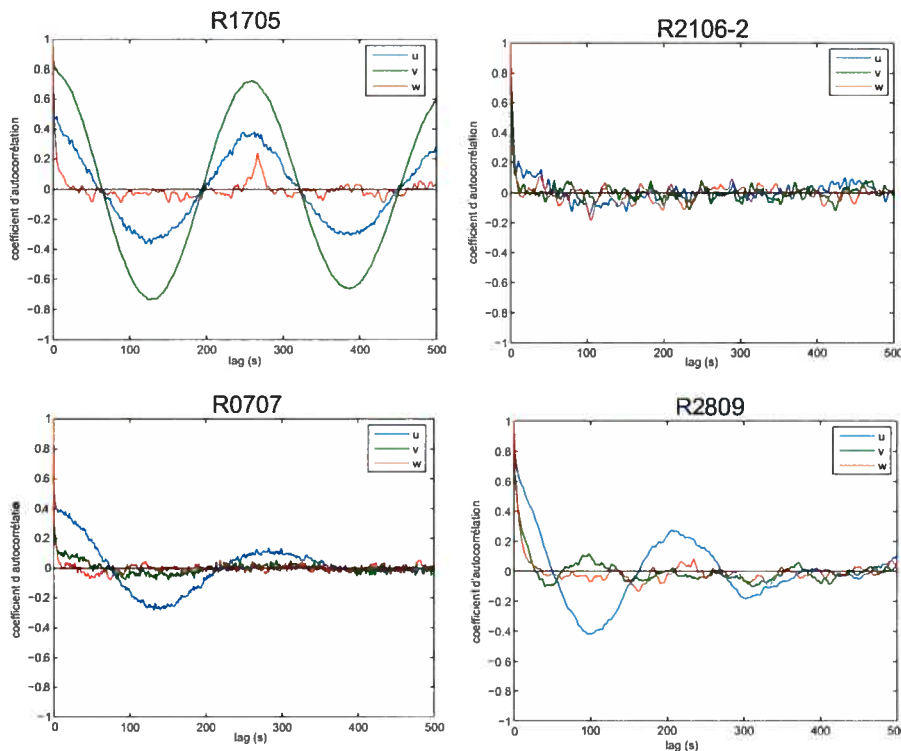 R1705
1
0.8
0.6
0.4
0.2
0
−0.2
−0.4
−0.6
−0.8
−1
coefficient d'autocorrélation
0 100 200 300 400 500
lag (s)
u
v
w
R2106-2
1
0.8
0.6
0.4
0.2
0
−0.2
−0.4
−0.6
−0.8
−1
coefficient d'autocorrélation
0 100 200 300 400 500
lag (s)
u
v
w
R0707
1
0.8
0.6
0.4
0.2
0
−0.2
−0.4
−0.6
−0.8
−1
coefficient d autocorrélatio
0 100 200 300 400 500
lag (s)
u
v
w
R2809
1
0.8
0.6
0.4
0.2
0
−0.2
−0.4
−0.6
−0.8
−1
coefficient d'autocorrélation
0 100 200 300 400 500
lag (s)
u
v
w